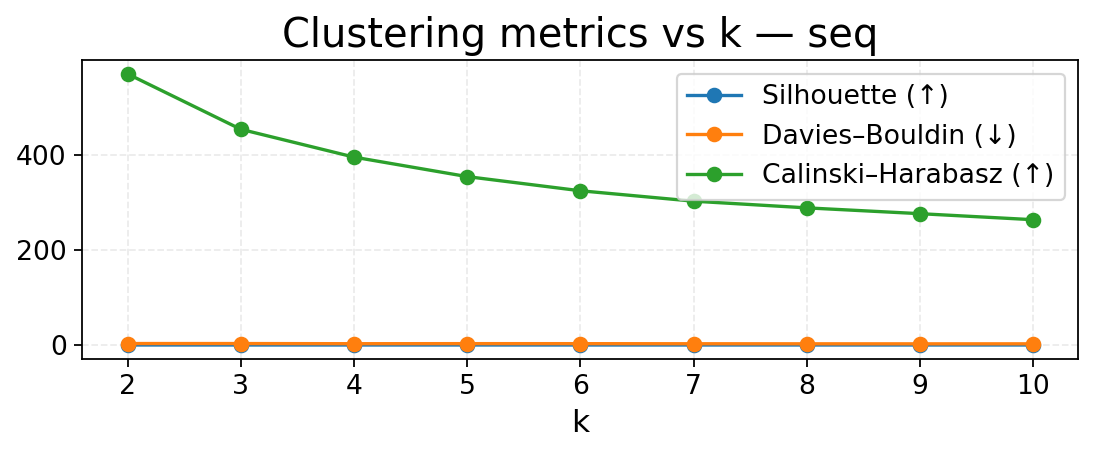 Clustering metrics vs k — seq
Silhouette (↑)
Davies–Bouldin (↓)
Calinski–Harabasz (↑)
400
200
0
2 3 4 5 6 7 8 9 10
k